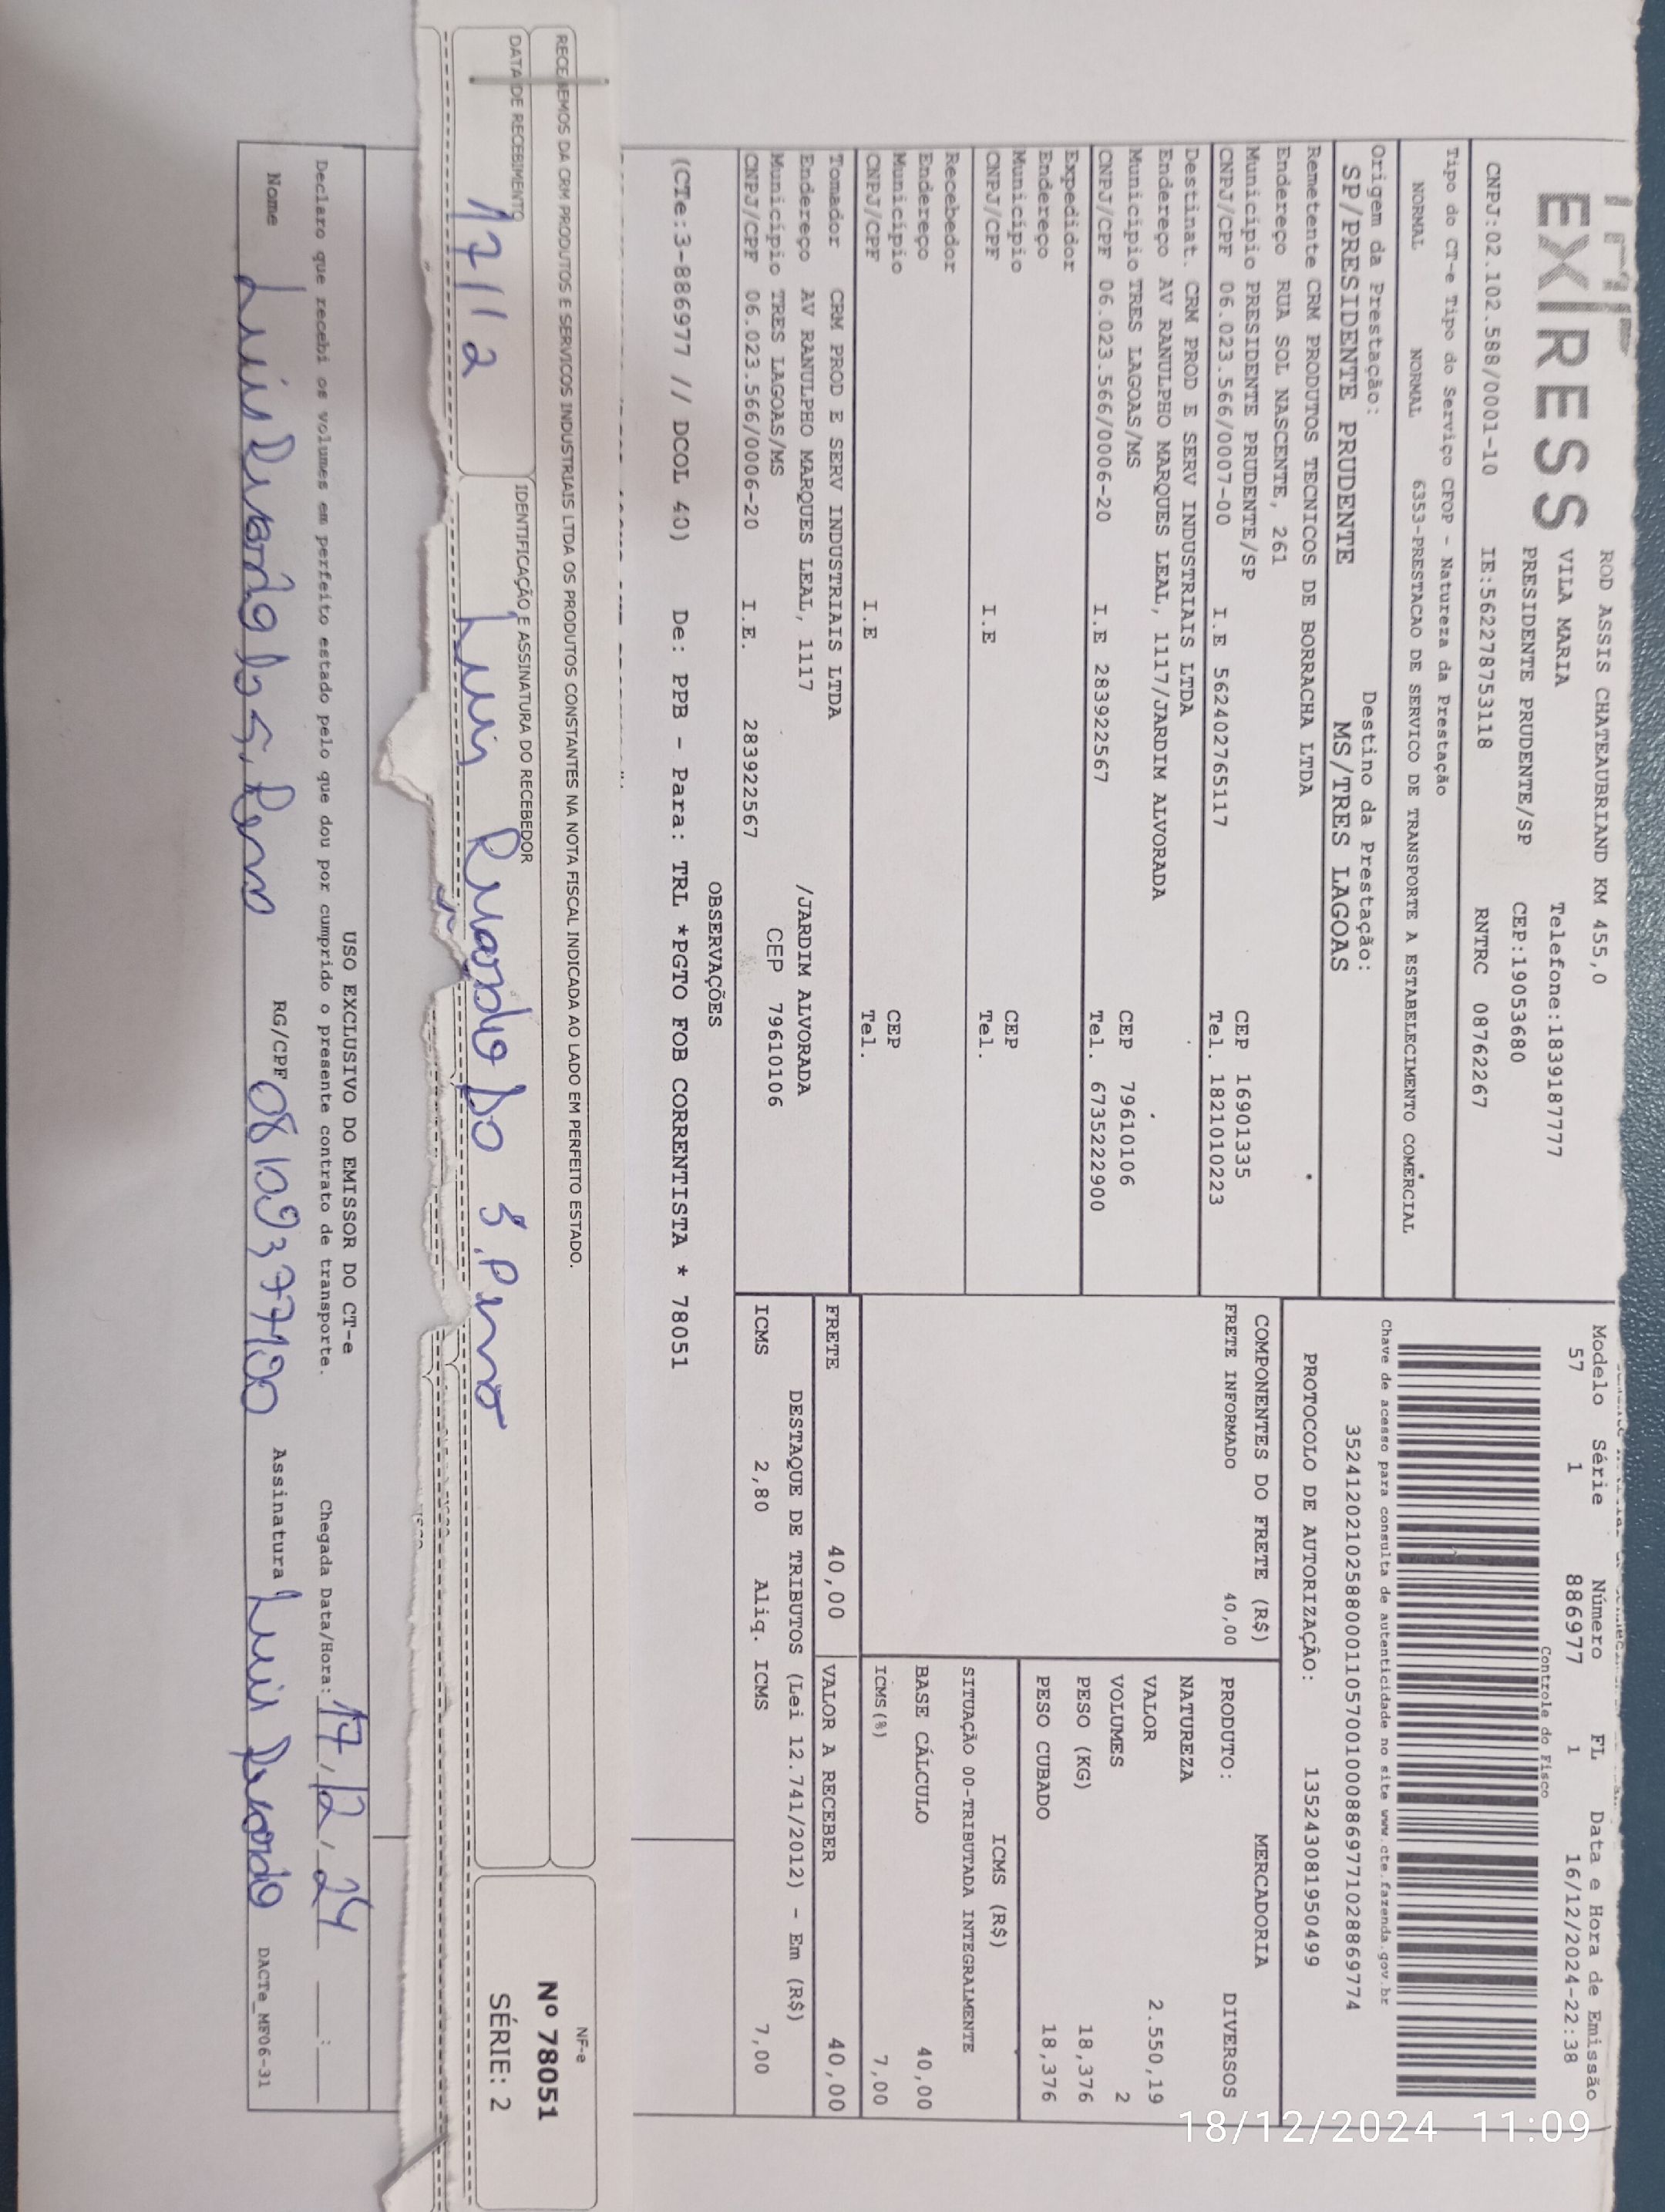 EXPRESS
ROD ASSIS CHATEAUBRIAND KM 455,0
VILA MARIA Telefone:1839187777
PRESIDENTE PRUDENTE/SP CEP:19053680
CNPJ:02.102.588/0001-10 IE:562278753118 RNTRC 08762267
Modelo Série Número FL Data e Hora de Emissão
57 1 886977 1 16/12/2024-22:38
Controle do Fisco
Tipo do CT-e Tipo do Serviço CFOP - Natureza da Prestação
NORMAL NORMAL 6353-PRESTACAO DE SERVICO DE TRANSPORTE A ESTABELECIMENTO COMERCIAL
Chave de acesso para consulta de autenticidade no site www.cte.fazenda.gov.br
35241202102588000110570010008869771028869774
Origem da Prestação: Destino da Prestação:
SP/PRESIDENTE PRUDENTE MS/TRES LAGOAS
PROTOCOLO DE AUTORIZAÇÃO: 135243081950499
Remetente CRM PRODUTOS TECNICOS DE BORRACHA LTDA
Endereço RUA SOL NASCENTE, 261
Município PRESIDENTE PRUDENTE/SP CEP 16901335
CNPJ/CPF 06.023.566/0007-00 I.E 562402765117 Tel. 1821010223
Destinat. CRM PROD E SERV INDUSTRIAIS LTDA
Endereço AV RANULPHO MARQUES LEAL, 1117/JARDIM ALVORADA
Município TRES LAGOAS/MS CEP 79610106
CNPJ/CPF 06.023.566/0006-20 I.E 283922567 Tel. 6735222900
Expedidor
Endereço
Município CEP
CNPJ/CPF I.E Tel.
Recebedor
Endereço
Município CEP
CNPJ/CPF I.E Tel.
Tomador CRM PROD E SERV INDUSTRIAIS LTDA
Endereço AV RANULPHO MARQUES LEAL, 1117 /JARDIM ALVORADA
Município TRES LAGOAS/MS CEP 79610106
CNPJ/CPF 06.023.566/0006-20 I.E. 283922567
COMPONENTES DO FRETE (R$)
FRETE INFORMADO 40,00
MERCADORIA
PRODUTO: DIVERSOS
NATUREZA
VALOR 2.550,19
VOLUMES 2
PESO (KG) 18,376
PESO CUBADO 18,376
ICMS (R$)
SITUAÇÃO 00-TRIBUTADA INTEGRALMENTE
BASE CÁLCULO 40,00
ICMS(%) 7,00
FRETE 40,00 VALOR A RECEBER 40,00
DESTAQUE DE TRIBUTOS (Lei 12.741/2012) - Em (R$)
ICMS 2,80 Aliq. ICMS 7,00
OBSERVAÇÕES
(CTe:3-886977 // DCOL 40) De: PPB - Para: TRL *PGTO FOB CORRENTISTA * 78051
RECEBEMOS DA CRM PRODUTOS E SERVICOS INDUSTRIAIS LTDA OS PRODUTOS CONSTANTES NA NOTA FISCAL INDICADA AO LADO EM PERFEITO ESTADO.
DATA DE RECEBIMENTO IDENTIFICAÇÃO E ASSINATURA DO RECEBEDOR
17/12 Luis
NF-e
Nº 78051
SÉRIE: 2
USO EXCLUSIVO DO EMISSOR DO CT-e
Declaro que recebi os volumes em perfeito estado pelo que dou por cumprido o presente contrato de transporte. Chegada Data/Hora: 17/12/24 __:__
Nome Luis RG/CPF Assinatura Luis DACTe_MF06-31
18/12/2024 11:09